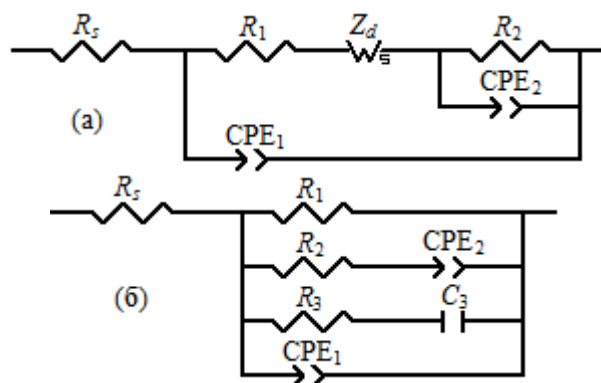 Rs R1 Zd R2
s
CPE2
(а) CPE1
Rs R1
R2 CPE2
(б) R3 C3
CPE1